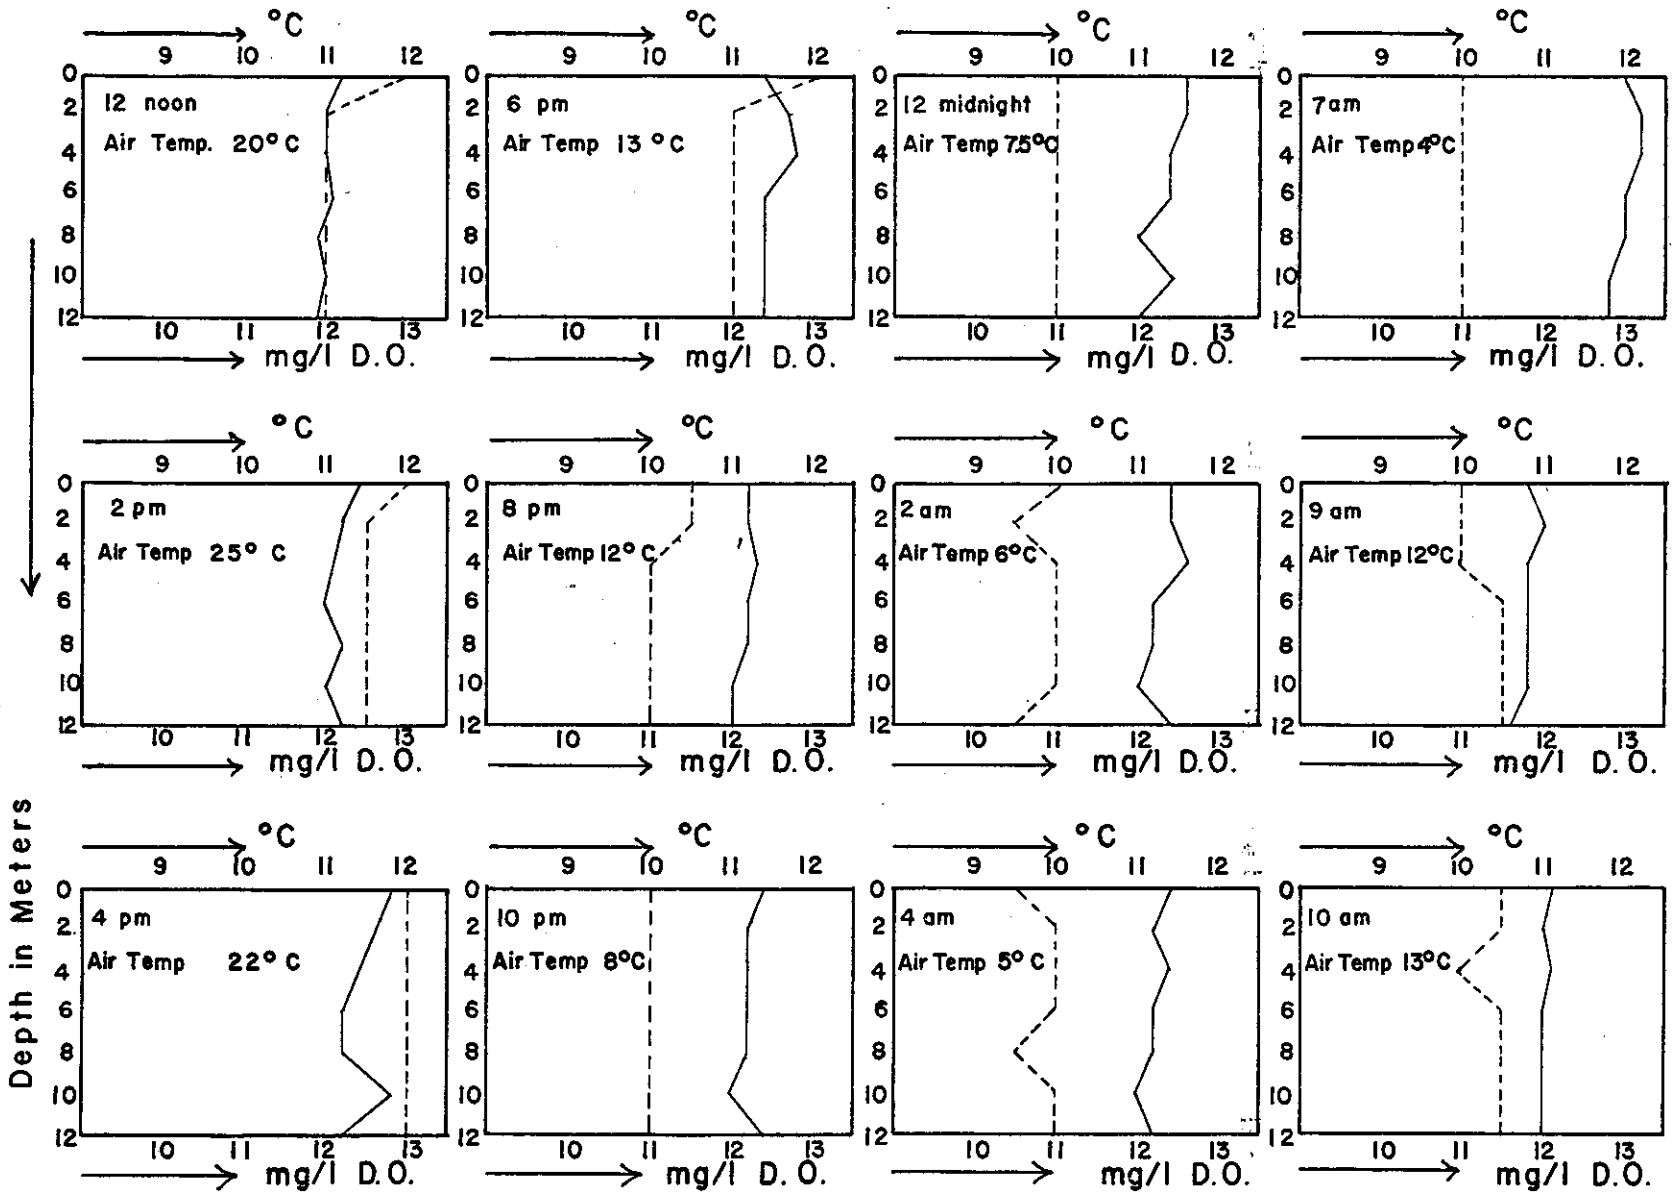 °C °C °C °C
9 10 11 12 9 10 11 12 9 10 11 12 9 10 11 12
0 0 0 0
12 noon 6 pm 12 midnight 7am
2 2 2 2
Air Temp. 20°C Air Temp 13°C Air Temp 7.5°C Air Temp 4°C
4 4 4 4
6 6 6 6
8 8 8 8
10 10 10 10
12 12 12 12
10 11 12 13 10 11 12 13 10 11 12 13 10 11 12 13
mg/l D.O. mg/l D.O. mg/l D.O. mg/l D.O.
°C °C °C °C
9 10 11 12 9 10 11 12 9 10 11 12 9 10 11 12
0 0 0 0
2 pm 8 pm 2 am 9 am
2 2 2 2
Air Temp 25°C Air Temp 12°C Air Temp 6°C Air Temp 12°C
4 4 4 4
6 6 6 6
8 8 8 8
10 10 10 10
12 12 12 12
10 11 12 13 10 11 12 13 10 11 12 13 10 11 12 13
mg/l D.O. mg/l D.O. mg/l D.O. mg/l D.O.
°C °C °C °C
9 10 11 12 9 10 11 12 9 10 11 12 9 10 11 12
0 0 0 0
4 pm 10 pm 4 am 10 am
2 2 2 2
Air Temp 22°C Air Temp 8°C Air Temp 5°C Air Temp 13°C
4 4 4 4
6 6 6 6
8 8 8 8
10 10 10 10
12 12 12 12
10 11 12 13 10 11 12 13 10 11 12 13 10 11 12 13
mg/l D.O. mg/l D.O. mg/l D.O. mg/l D.O.
Depth in Meters